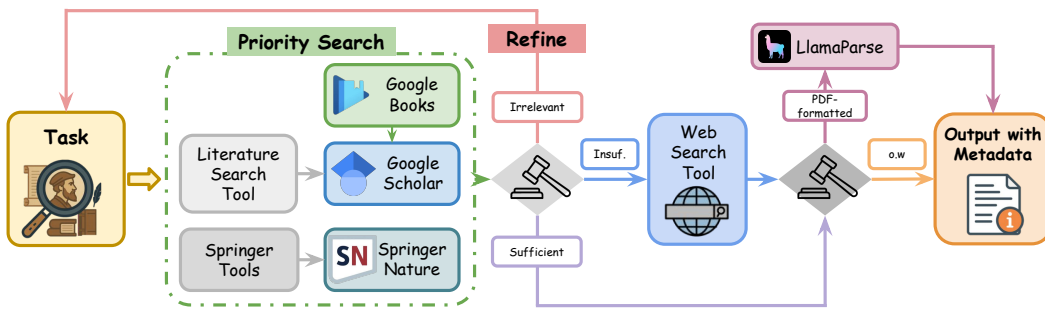 Priority Search
Refine
LlamaParse
Google
Books
Irrelevant
PDF-
formatted
Task
Literature
Search
Tool
Google
Scholar
Insuf.
Web
Search
Tool
o.w
Output with
Metadata
i
Springer
Tools
SN
Springer
Nature
Sufficient